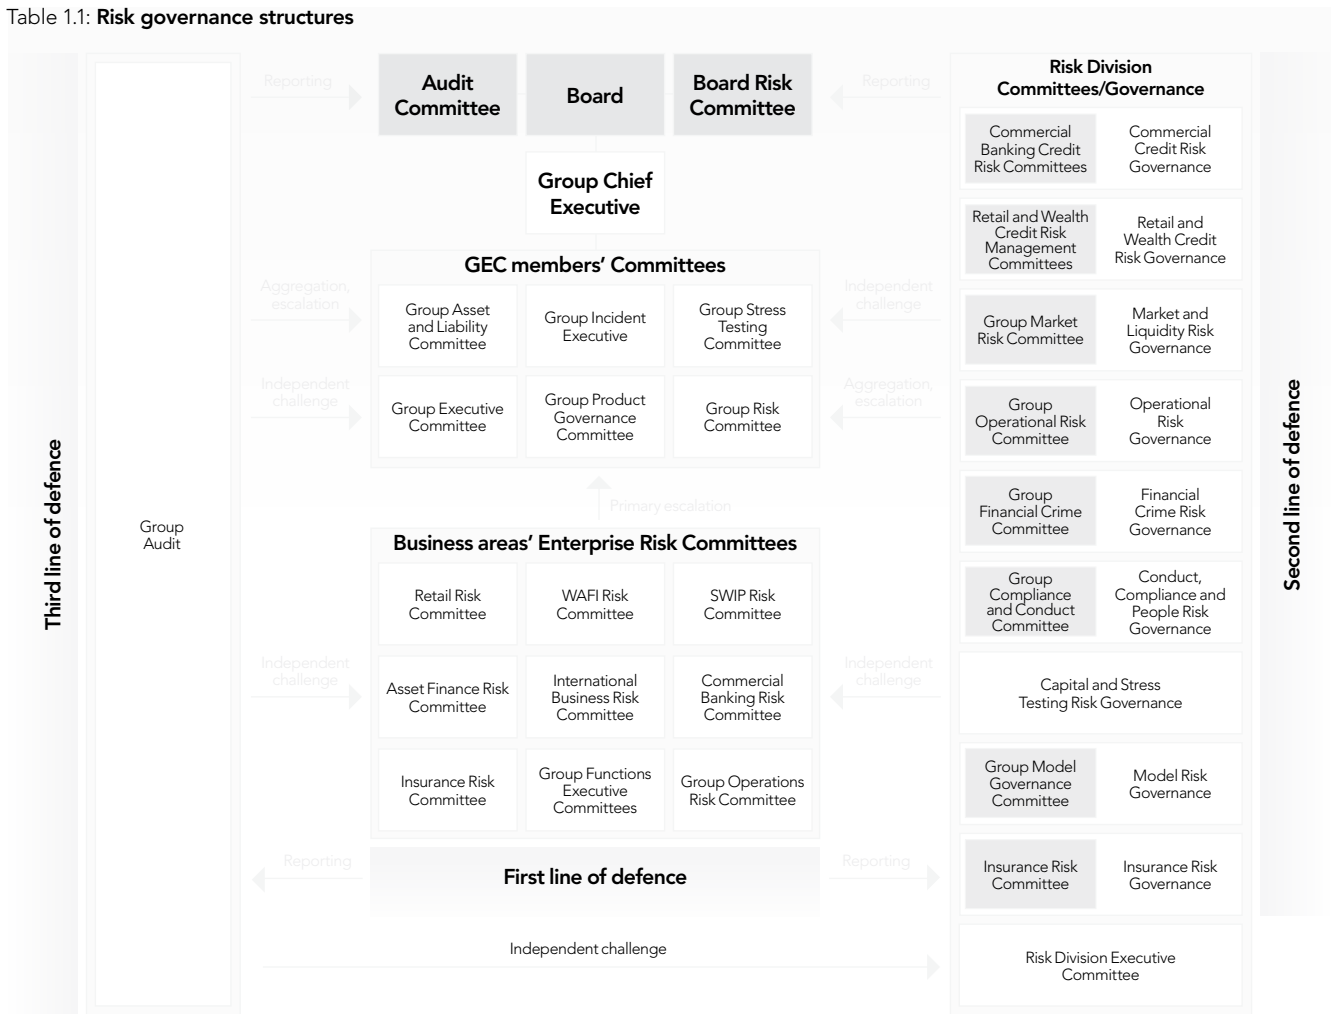 Table 1.1: Risk governance structures
Third line of defence
Group
Audit
Reporting
Aggregation,
escalation
Independent
challenge
Independent
challenge
Reporting
Audit
Committee
Board
Board Risk
Committee
Group Chief
Executive
GEC members’ Committees
Group Asset
and Liability
Committee
Group Incident
Executive
Group Stress
Testing
Committee
Group Executive
Committee
Group Product
Governance
Committee
Group Risk
Committee
Primary escalation
Business areas’ Enterprise Risk Committees
Retail Risk
Committee
WAFI Risk
Committee
SWIP Risk
Committee
Asset Finance Risk
Committee
International
Business Risk
Committee
Commercial
Banking Risk
Committee
Insurance Risk
Committee
Group Functions
Executive
Committees
Group Operations
Risk Committee
First line of defence
Independent challenge
Reporting
Independent
challenge
Aggregation,
escalation
Independent
challenge
Reporting
Risk Division
Committees/Governance
Commercial
Banking Credit
Risk Committees
Commercial
Credit Risk
Governance
Retail and Wealth
Credit Risk
Management
Committees
Retail and
Wealth Credit
Risk Governance
Group Market
Risk Committee
Market and
Liquidity Risk
Governance
Group
Operational Risk
Committee
Operational
Risk
Governance
Group
Financial Crime
Committee
Financial
Crime Risk
Governance
Group
Compliance
and Conduct
Committee
Conduct,
Compliance and
People Risk
Governance
Capital and Stress
Testing Risk Governance
Group Model
Governance
Committee
Model Risk
Governance
Insurance Risk
Committee
Insurance Risk
Governance
Risk Division Executive
Committee
Second line of defence